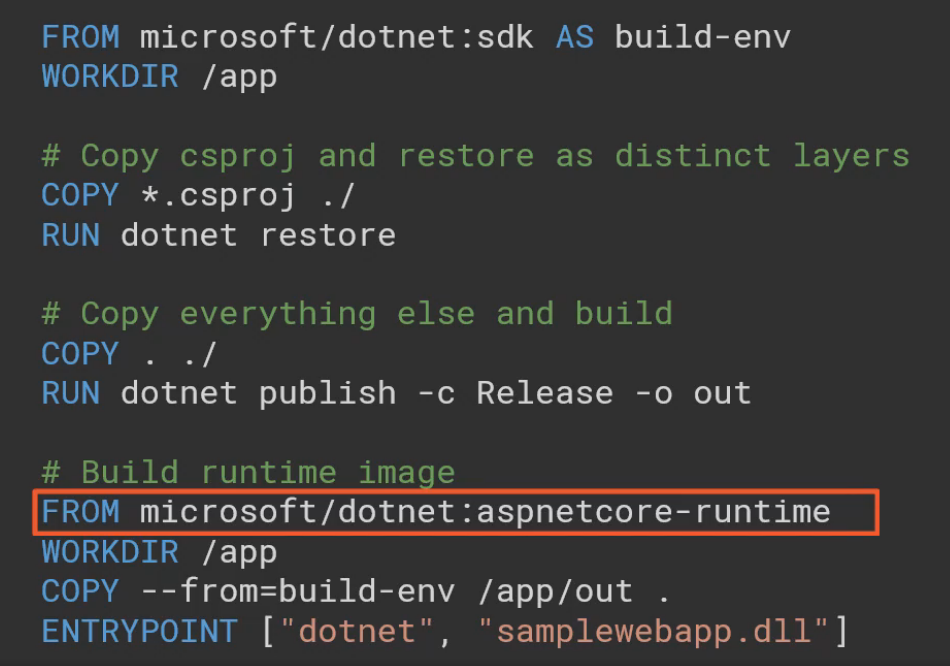 FROM microsoft/dotnet:sdk AS build-env
WORKDIR /app
# Copy csproj and restore as distinct layers
COPY *.csproj ./
RUN dotnet restore
# Copy everything else and build
COPY . ./
RUN dotnet publish -c Release -o out
# Build runtime image
FROM microsoft/dotnet:aspnetcore-runtime
WORKDIR /app
COPY --from=build-env /app/out .
ENTRYPOINT ["dotnet", "samplewebapp.dll"]